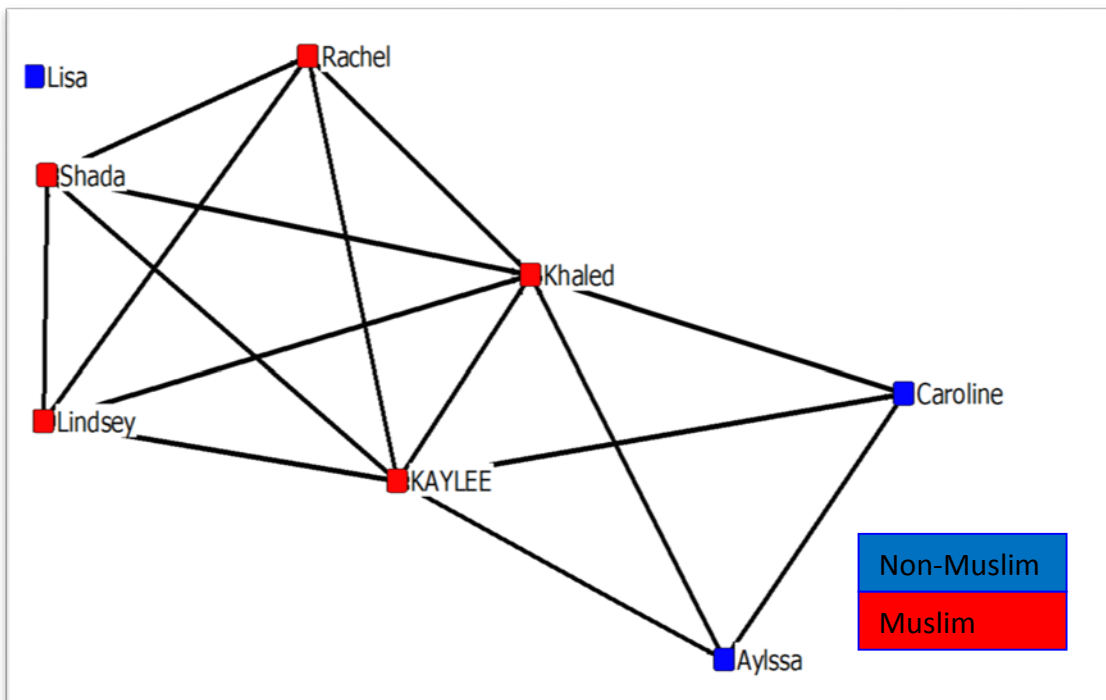 Rachel
Lisa
Shada
Khaled
Caroline
Lindsey
KAYLEE
Non-Muslim
Muslim
Aylssa